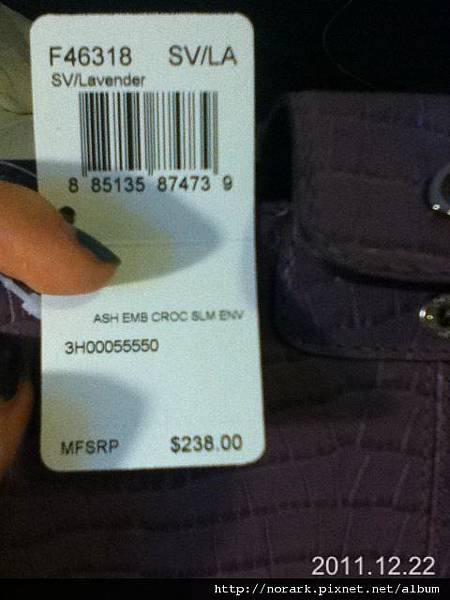 F46318 SV/LA
SV/Lavender
8 85135 87473 9
ASH EMB CROC SLM ENV
3H00055550
MFSRP $238.00
2011.12.22
http://norark.pixnet.net/album